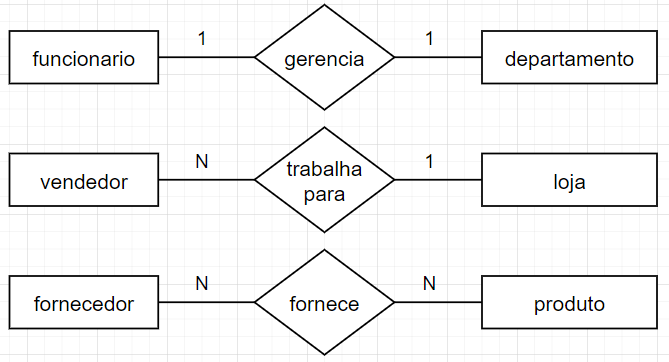 funcionario 1 gerencia 1 departamento
vendedor N trabalha para 1 loja
fornecedor N fornece N produto